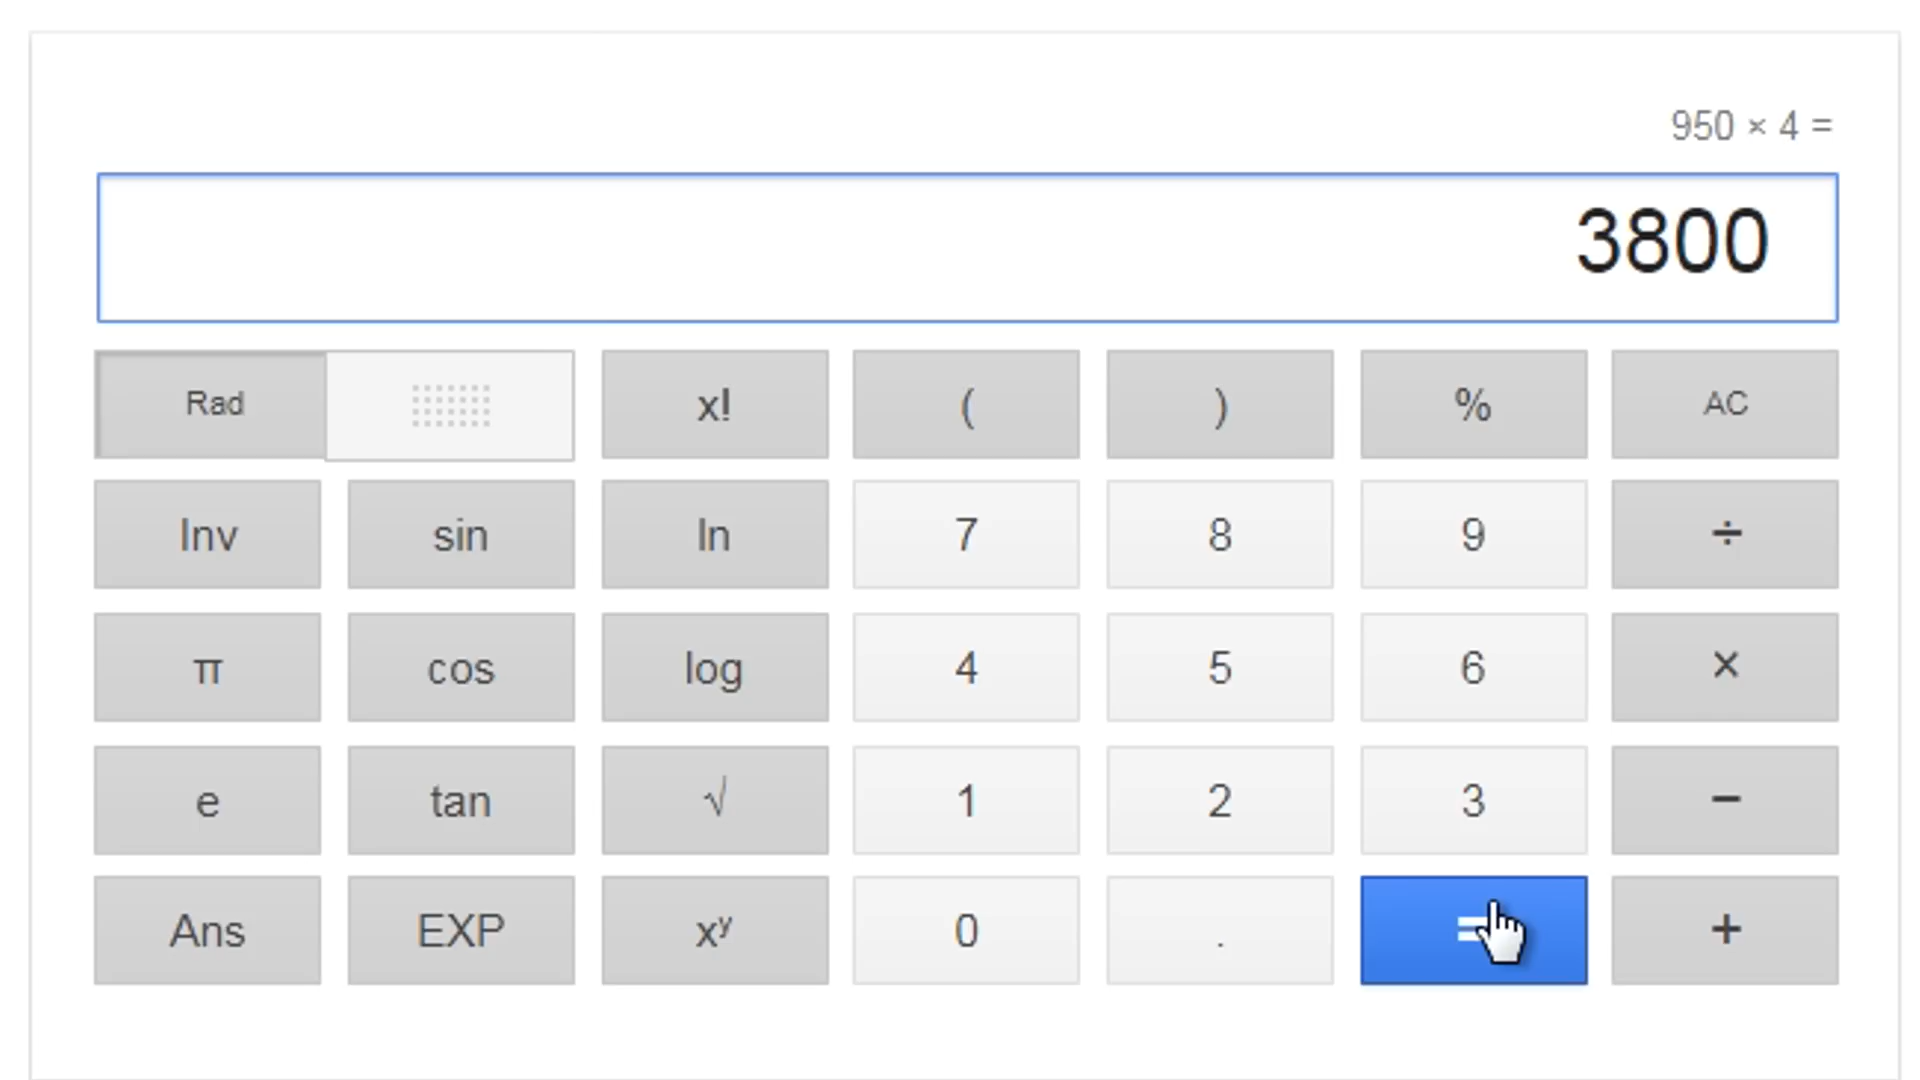 950 × 4 =
3800
Rad x! ( ) % AC
Inv sin ln 7 8 9 ÷
π cos log 4 5 6 ×
e tan √ 1 2 3 −
Ans EXP xʸ 0 . = +